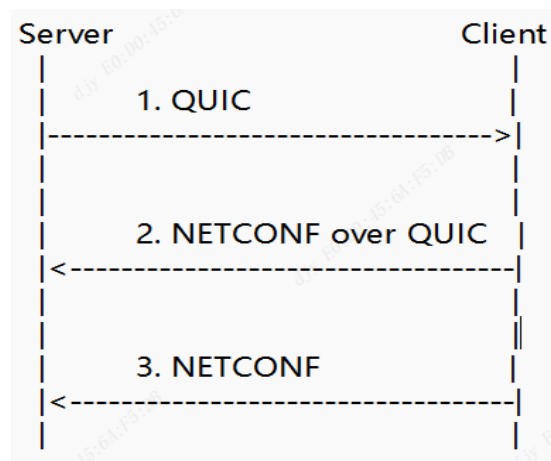 Server Client
1. QUIC
2. NETCONF over QUIC
3. NETCONF